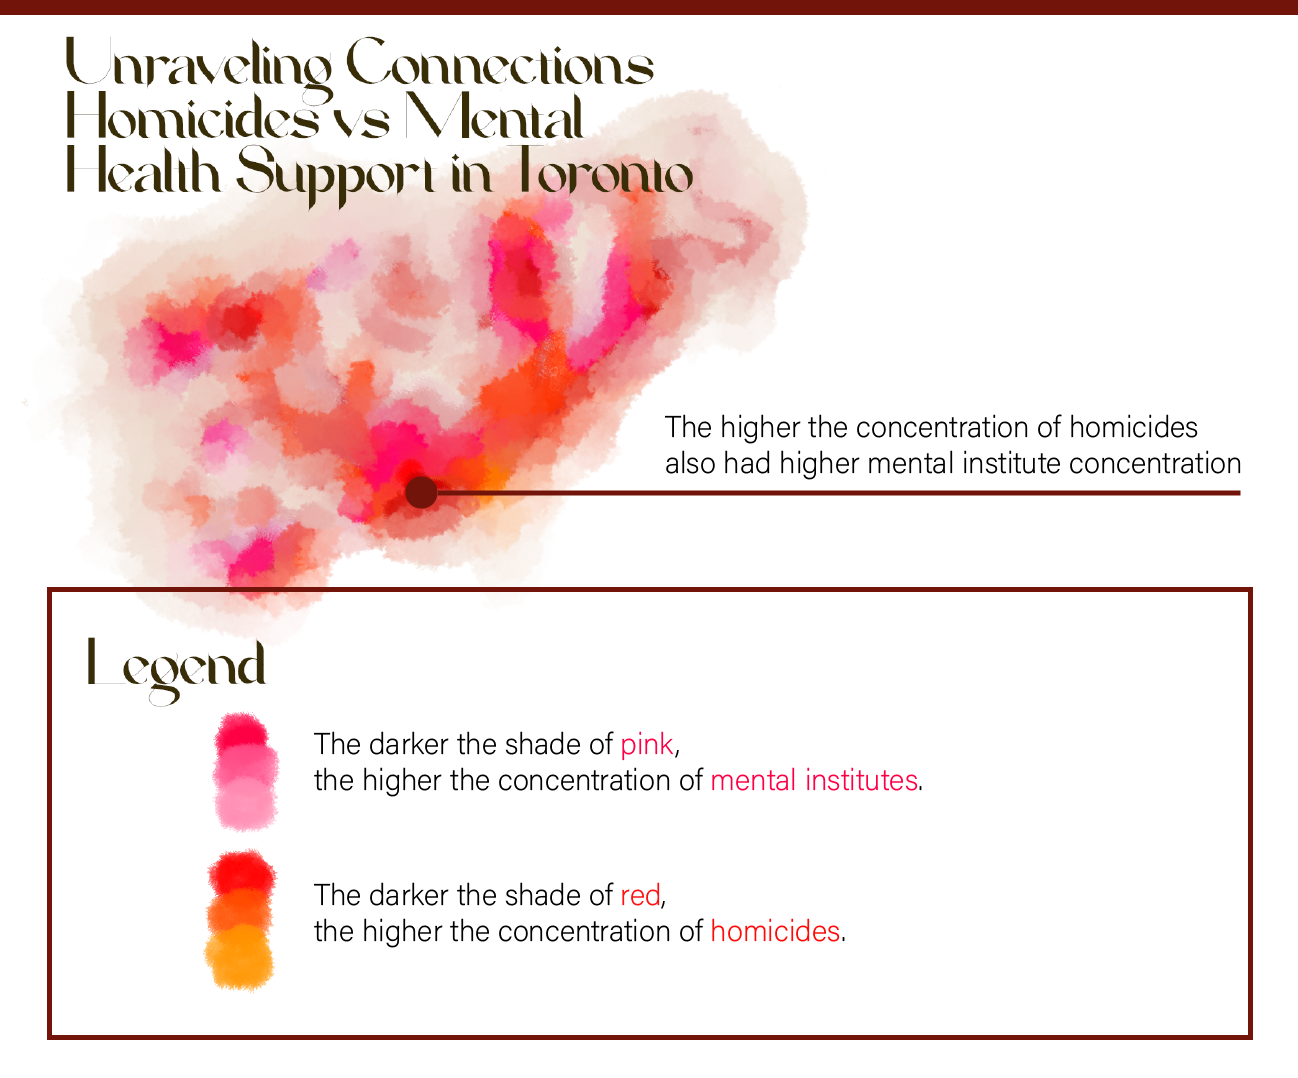 Unraveling Connections
Homicides vs Mental
Health Support in Toronto
The higher the concentration of homicides
also had higher mental institute concentration
Legend
The darker the shade of pink,
the higher the concentration of mental institutes.
The darker the shade of red,
the higher the concentration of homicides.